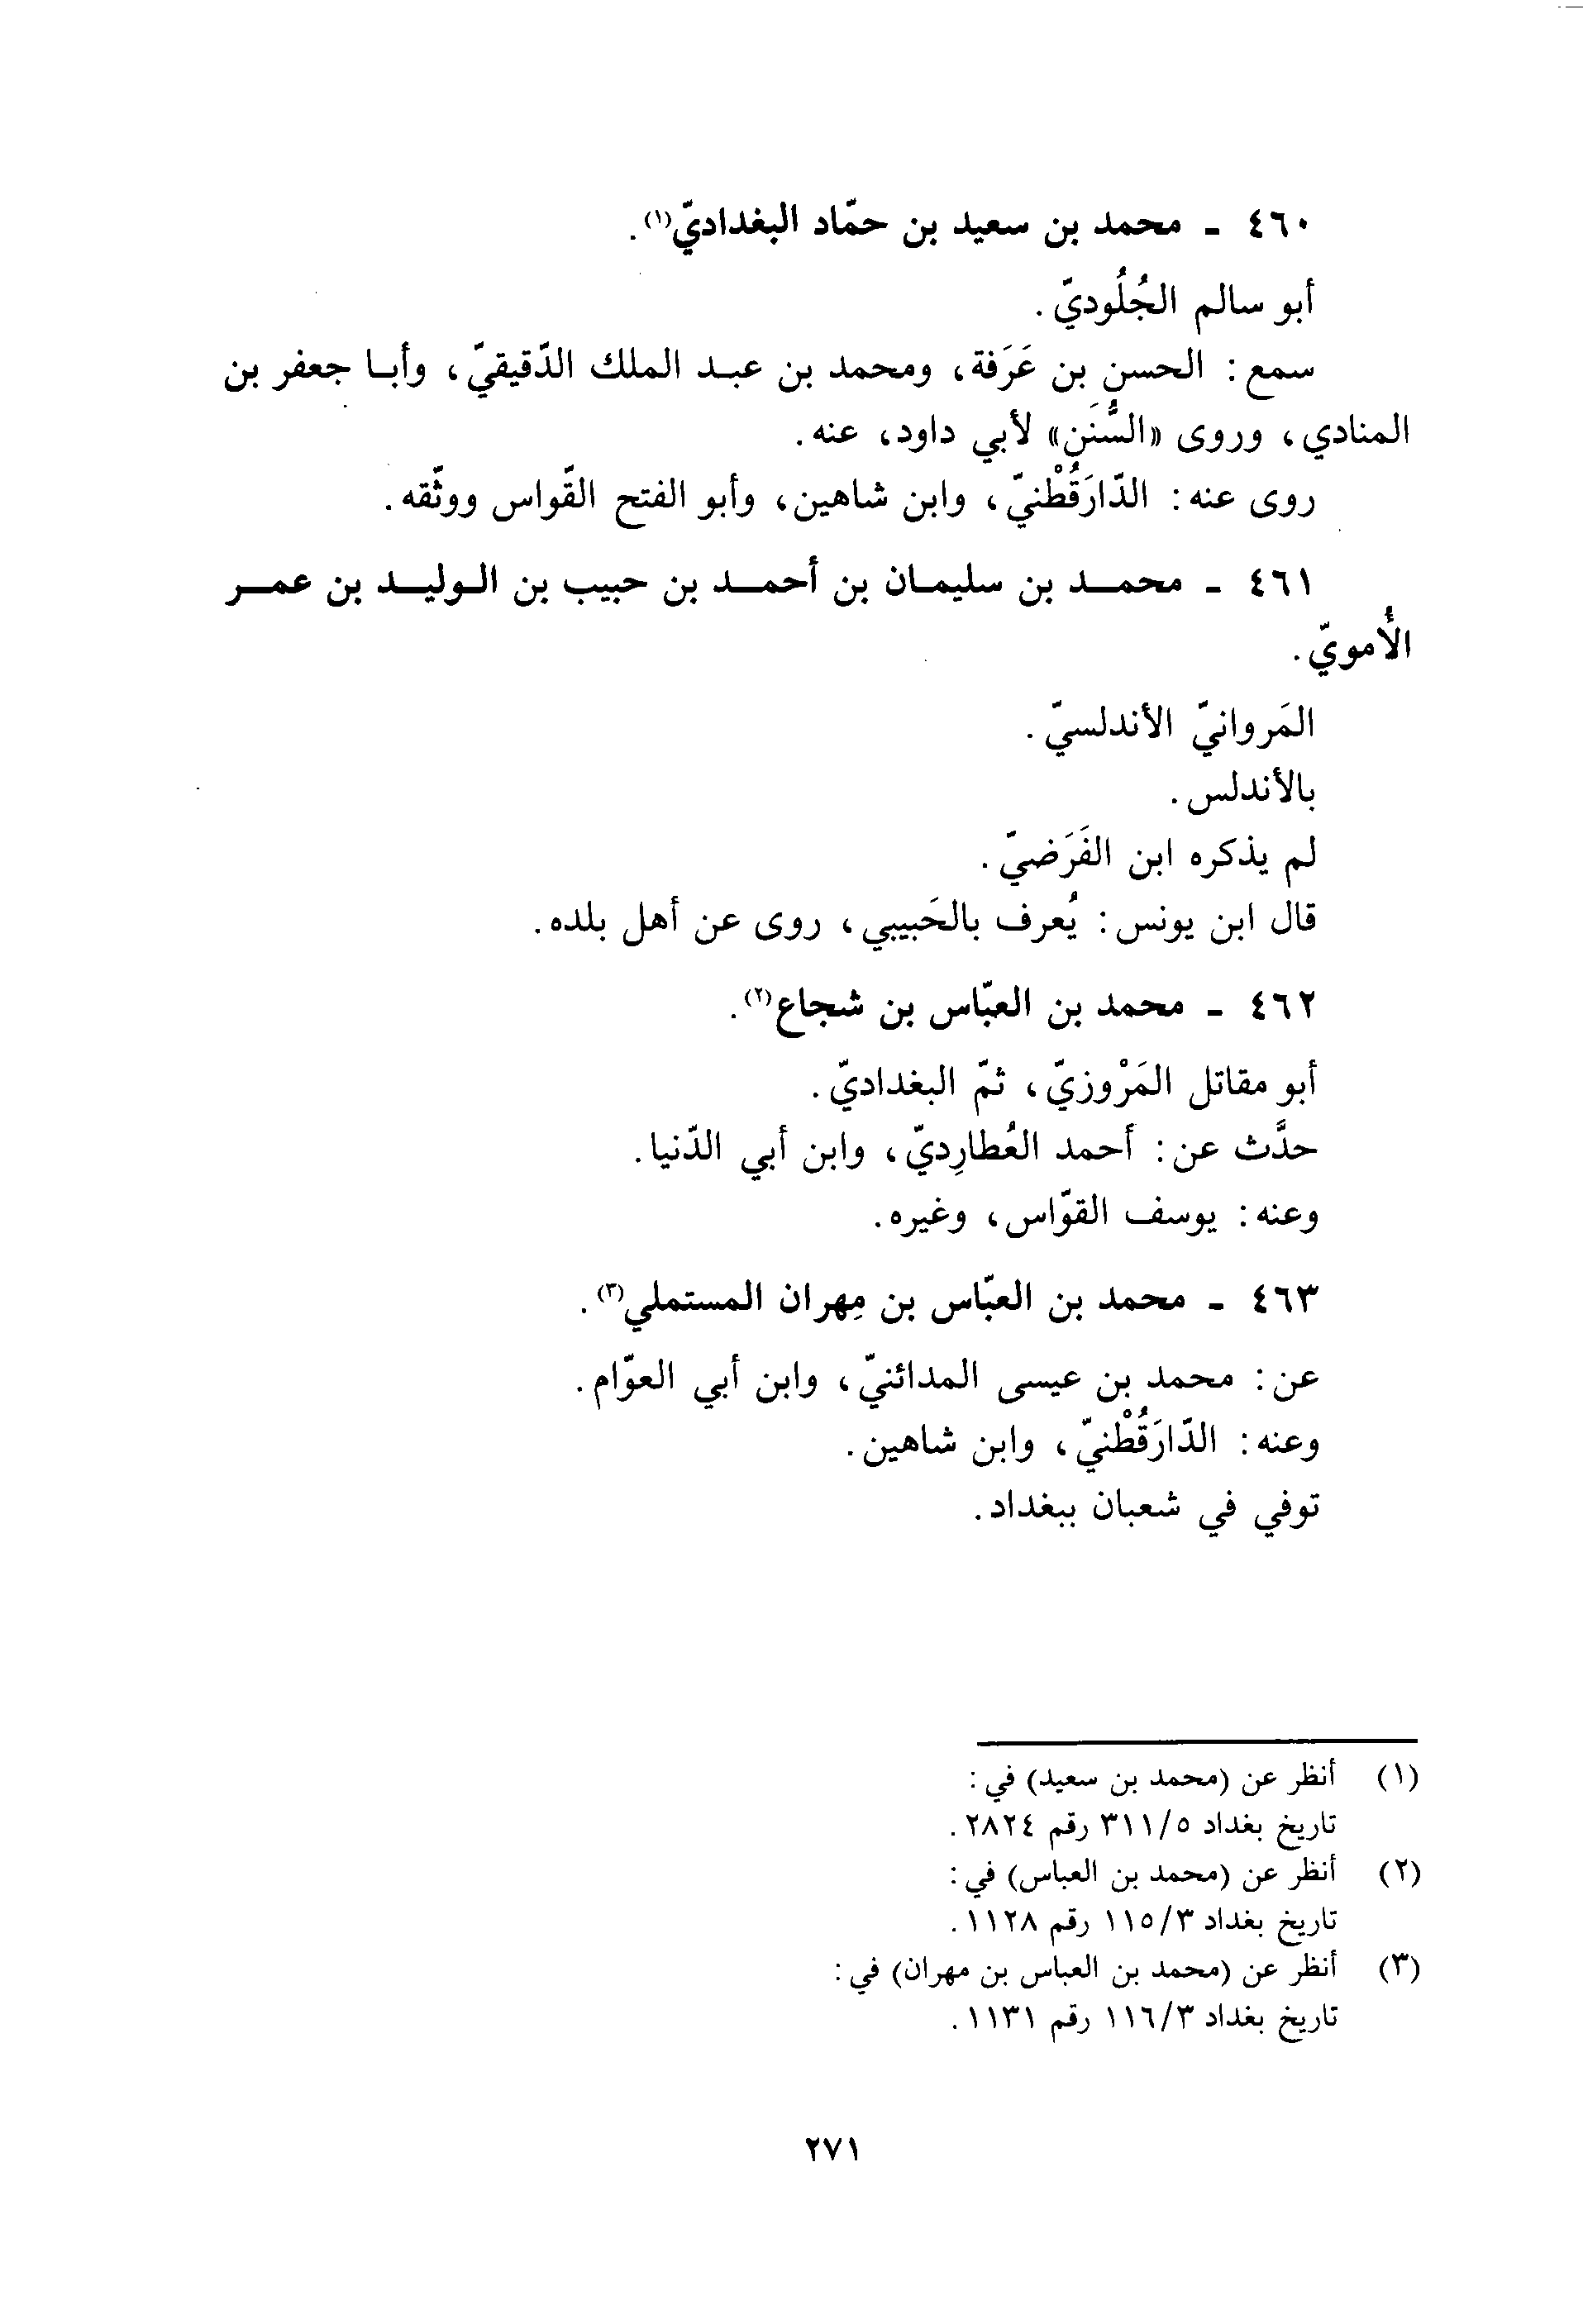 ٤٦٠ - محمد بن سعيد بن حمّاد البغداديّ(١).
أبو سالم الجُلُوديّ.
سمع: الحسن بن عَرَفة، ومحمد بن عبد الملك الدّقيقيّ، وأبا جعفر بن
المنادي، وروى «السُّنَن» لأبي داود، عنه.
روى عنه: الدّارَقُطْنيّ، وابن شاهين، وأبو الفتح القّواس ووثّقه.
٤٦١ - محمد بن سليمان بن أحمد بن حبيب بن الوليد بن عمر
الأُمويّ.
المَروانيّ الأندلسيّ.
بالأندلس.
لم يذكره ابن الفَرَضيّ.
قال ابن يونس: يُعرف بالحَبيبي، روى عن أهل بلده.
٤٦٢ - محمد بن العبّاس بن شجاع(٢).
أبو مقاتل المَرْوزيّ، ثمّ البغداديّ.
حدَّث عن: أحمد العُطارِديّ، وابن أبي الدّنيا.
وعنه: يوسف القوّاس، وغيره.
٤٦٣ - محمد بن العبّاس بن مِهران المستملي(٣).
عن: محمد بن عيسى المدائنيّ، وابن أبي العوّام.
وعنه: الدّارَقُطْنيّ، وابن شاهين.
توفي في شعبان ببغداد.
(١) أنظر عن (محمد بن سعيد) في:
تاريخ بغداد ٣١١/٥ رقم ٢٨٢٤.
(٢) أنظر عن (محمد بن العباس) في:
تاريخ بغداد ١١٥/٣ رقم ١١٢٨.
(٣) أنظر عن (محمد بن العباس بن مهران) في:
تاريخ بغداد ١١٦/٣ رقم ١١٣١.
٢٧١